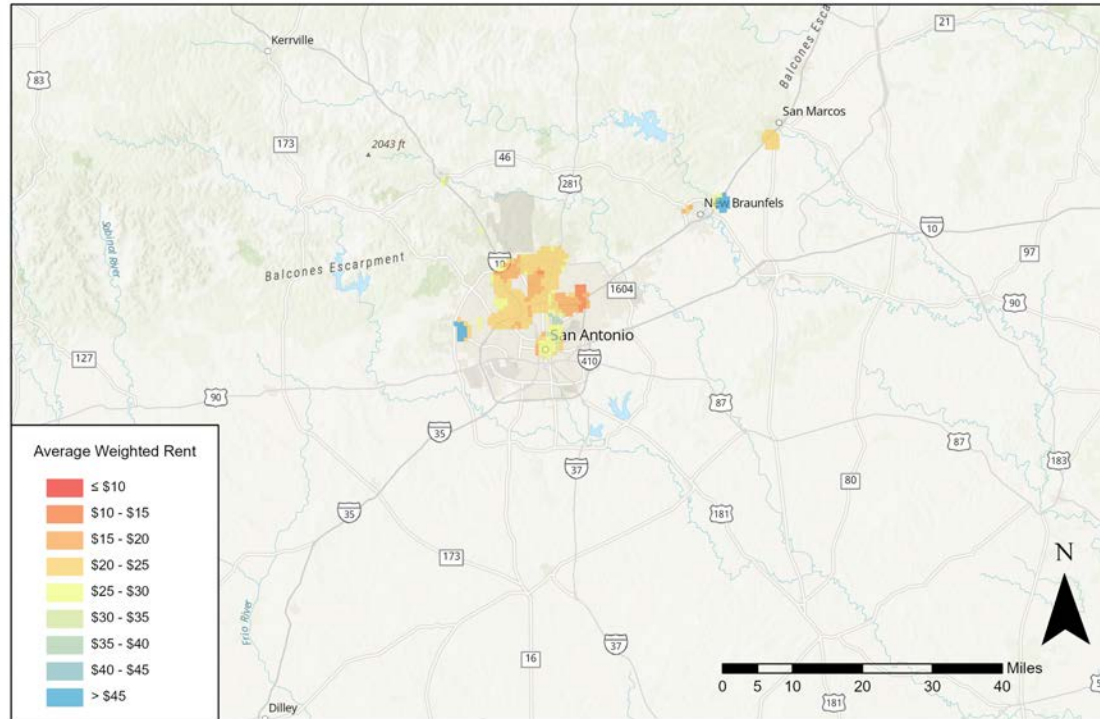 Kerrville
21
83
Balcones Esca
San Marcos
173
2043 ft
46
281
New Braunfels
10
Sabinal River
Balcones Escarpment
10
97
1604
90
San Antonio
127
410
90
87
35
87
Average Weighted Rent
37
183
80
≤ $10
$10 - $15
35
181
$15 - $20
173
N
$20 - $25
$25 - $30
$30 - $35
Frio River
$35 - $40
37
$40 - $45
16
Miles
> $45
0 5 10 20 30 40
5
181
Dilley